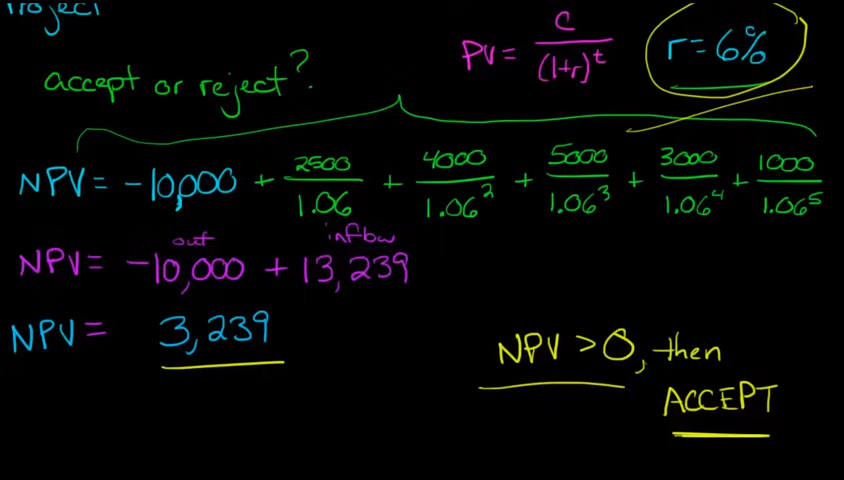 Project
accept or reject?
PV = C / (1+r)^t
r = 6%
NPV = -10,000 + 2500/1.06 + 4000/1.06^2 + 5000/1.06^3 + 3000/1.06^4 + 1000/1.06^5
out inflow
NPV = -10,000 + 13,239
NPV = 3,239
NPV > 0, then
ACCEPT